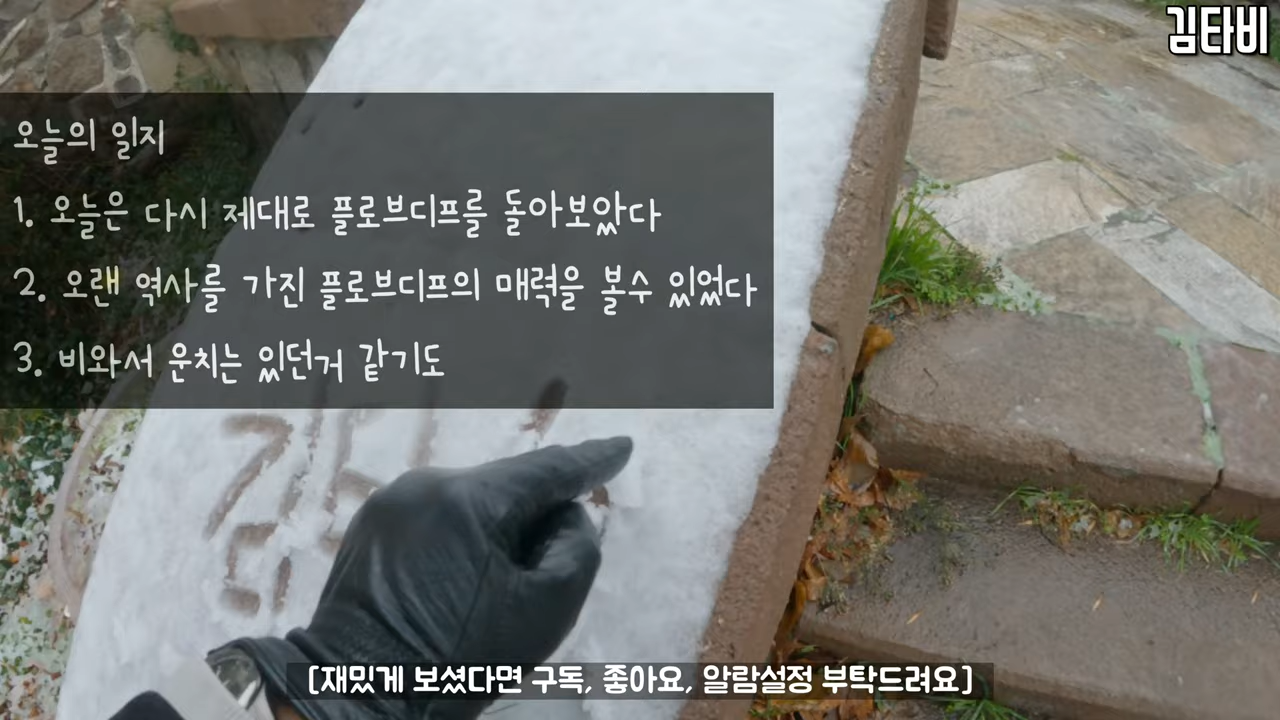 김타비
오늘의 일지
1. 오늘은 다시 제대로 플로브디프를 돌아보았다
2. 오랜 역사를 가진 플로브디프의 매력을 볼수 있었다
3. 비와서 운치는 있던거 같기도
김타
[재밌게 보셨다면 구독, 좋아요, 알람설정 부탁드려요]